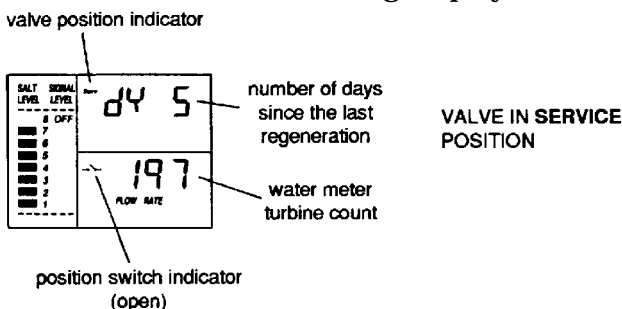 valve position indicator
SALT LEVEL
SIGNAL LEVEL
Serv
dY 5
8 OFF
7
6
5
4
3
2
1
197
FLOW RATE
number of days
since the last
regeneration
water meter
turbine count
VALVE IN SERVICE
POSITION
position switch indicator
(open)